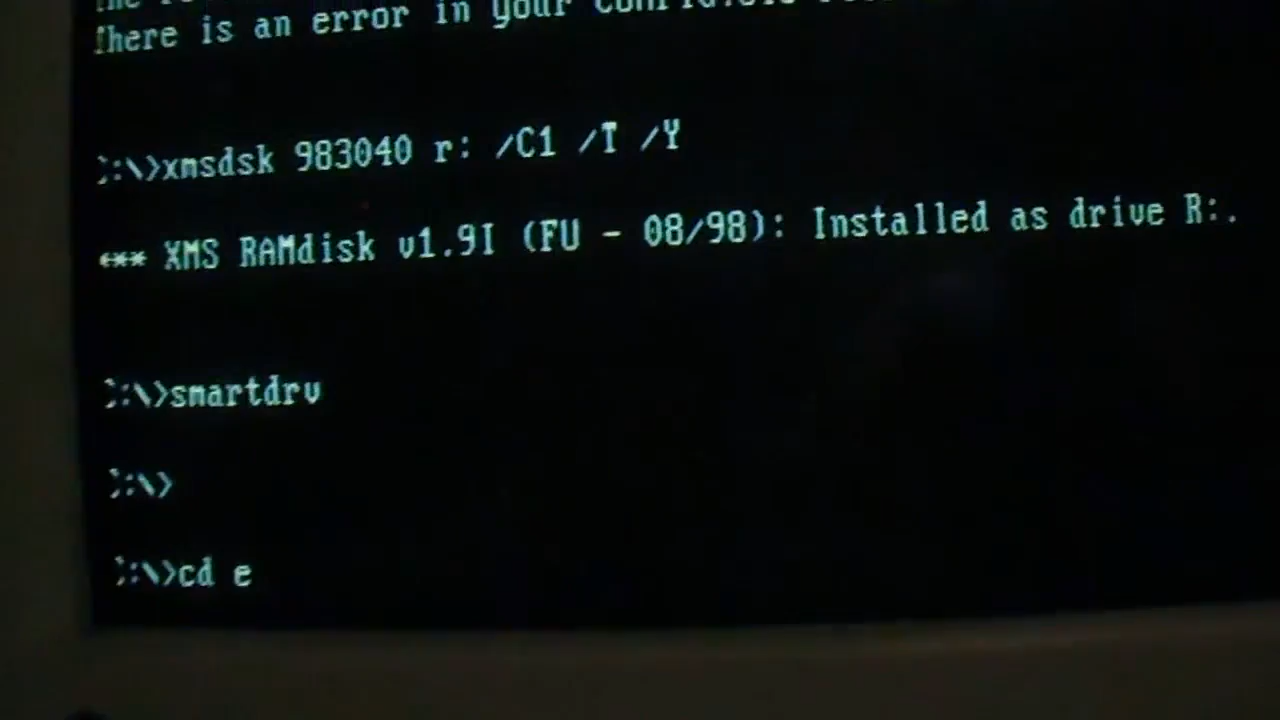 There is an error in your
:\>xmsdsk 983040 r: /C1 /T /Y
*** XMS RAMdisk v1.9I (FU - 08/98): Installed as drive R:.
:\>smartdrv
:\>
:\>cd e